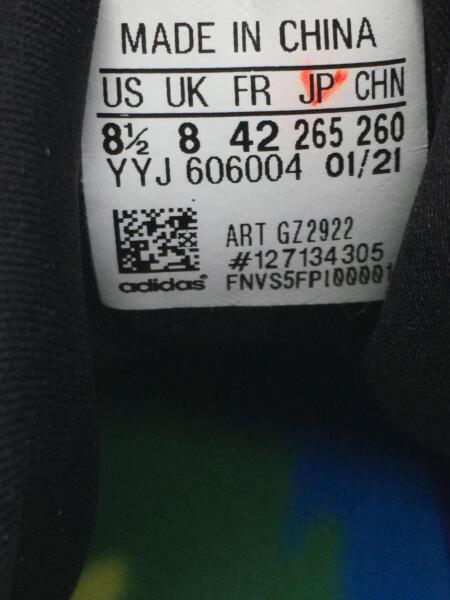 MADE IN CHINA
US UK FR JP CHN
8½ 8 42 265 260
YYJ 606004 01/21
ART GZ2922
#127134305
adidas® FNVS5FPI00001